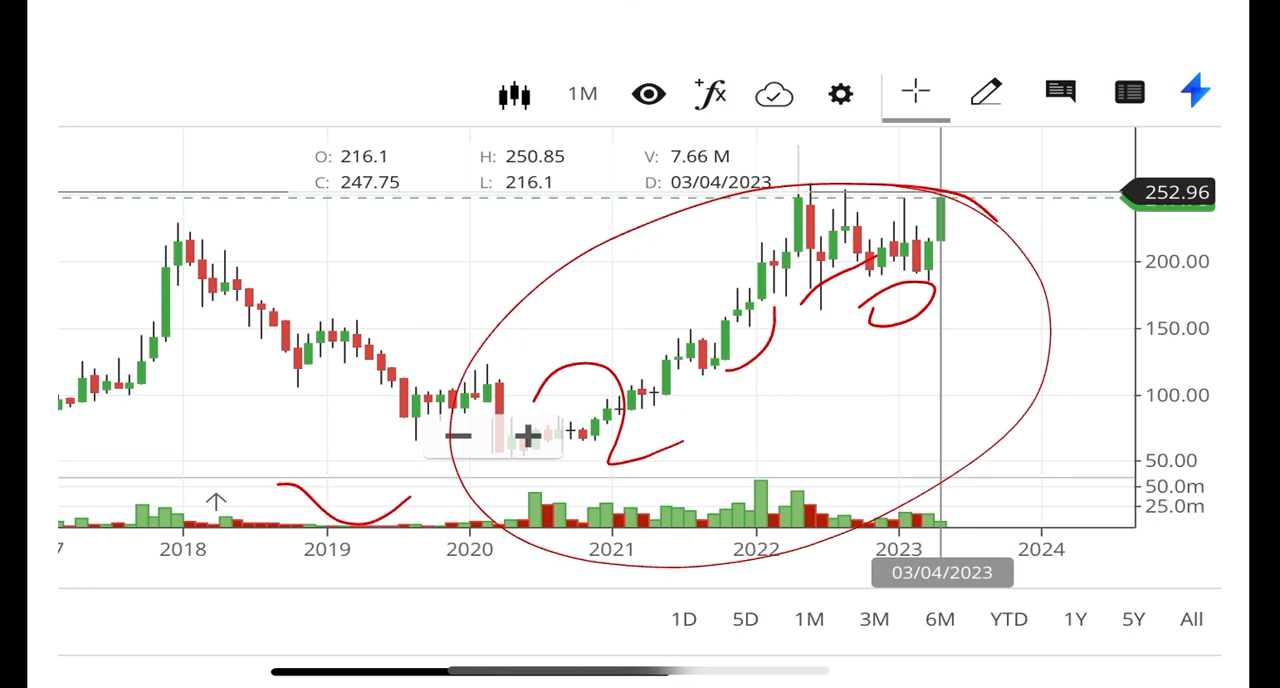 1M
+fx
O: 216.1 H: 250.85 V: 7.66 M
C: 247.75 L: 216.1 D: 03/04/2023
252.96
200.00
150.00
100.00
50.00
50.0m
25.0m
7 2018 2019 2020 2021 2022 2023 2024
03/04/2023
1D 5D 1M 3M 6M YTD 1Y 5Y All